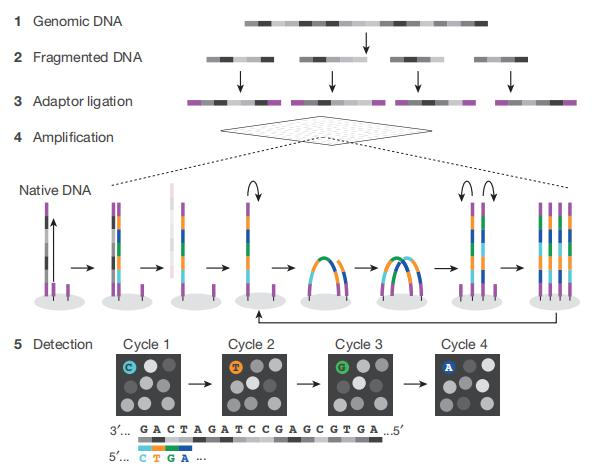 1 Genomic DNA
2 Fragmented DNA
3 Adaptor ligation
4 Amplification
Native DNA
5 Detection
Cycle 1 Cycle 2 Cycle 3 Cycle 4
C T G A
3′... G A C T A G A T C C G A G C G T G A ...5′
5′... C T G A ...